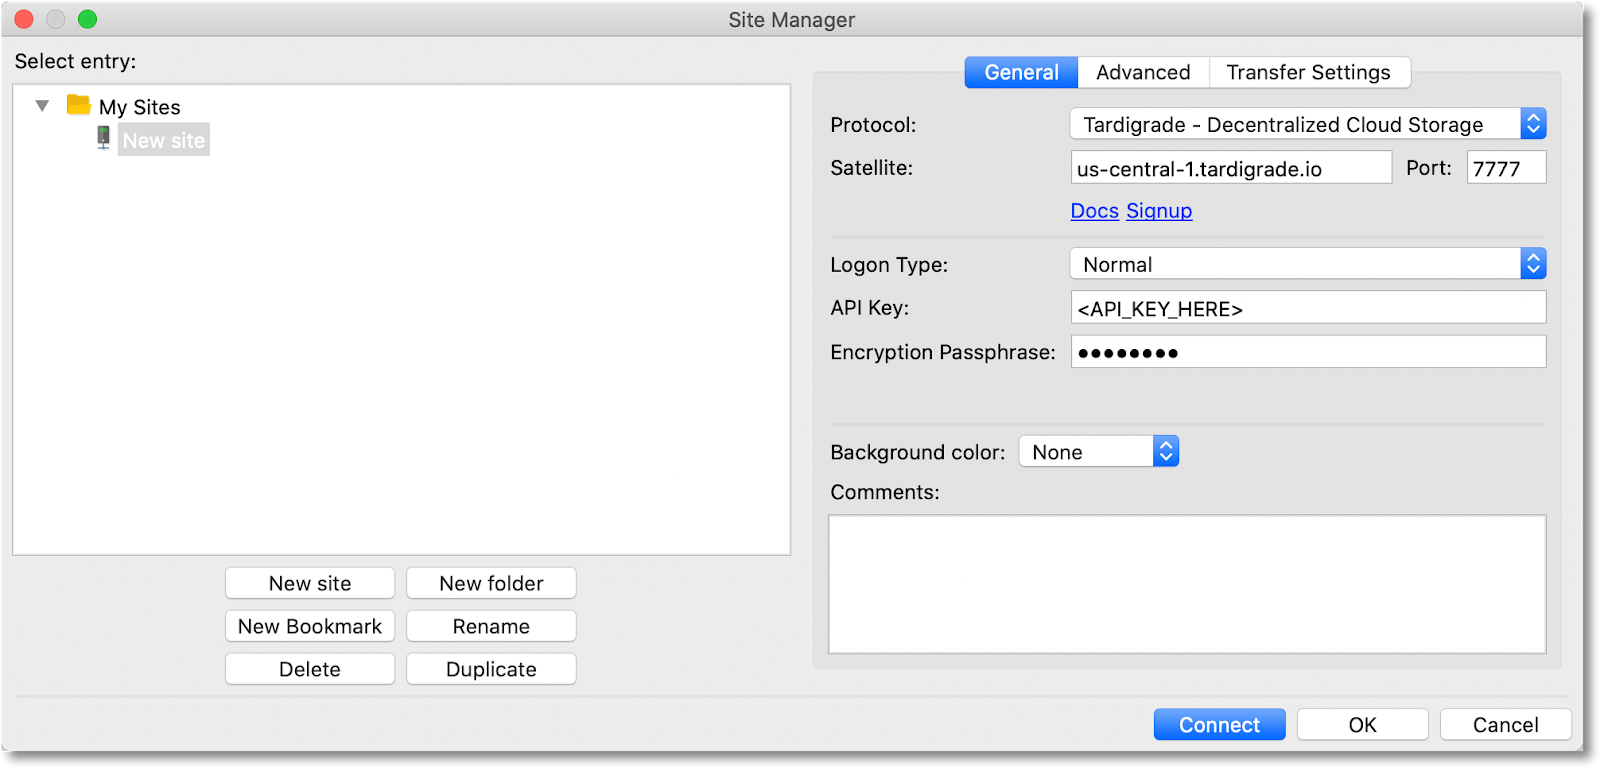 Site Manager
Select entry:
My Sites
New site
New site
New folder
New Bookmark
Rename
Delete
Duplicate
General
Advanced
Transfer Settings
Protocol:
Tardigrade - Decentralized Cloud Storage
Satellite:
us-central-1.tardigrade.io
Port:
7777
Docs Signup
Logon Type:
Normal
API Key:
<API_KEY_HERE>
Encryption Passphrase:
●●●●●●●●
Background color:
None
Comments:
Connect
OK
Cancel